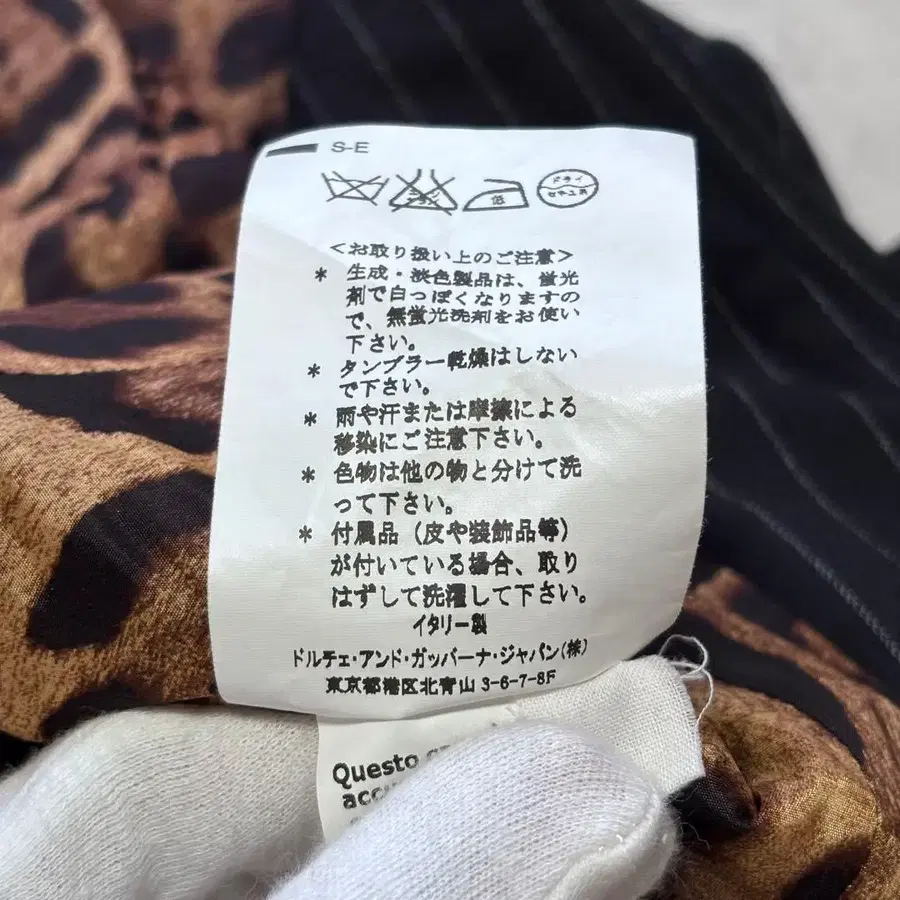 S-E
低
ドライ
セキユ系
<お取り扱い上のご注意>
* 生成・淡色製品は、蛍光
剤で白っぽくなりますの
で、無蛍光洗剤をお使い
下さい。
* タンブラー乾燥はしない
で下さい。
* 雨や汗または摩擦による
移染にご注意下さい。
* 色物は他の物と分けて洗
って下さい。
* 付属品（皮や装飾品等）
が付いている場合、取り
はずして洗濯して下さい。
イタリー製
ドルチェ・アンド・ガッバーナ・ジャパン(株)
東京都港区北青山 3-6-7-8F
Questo